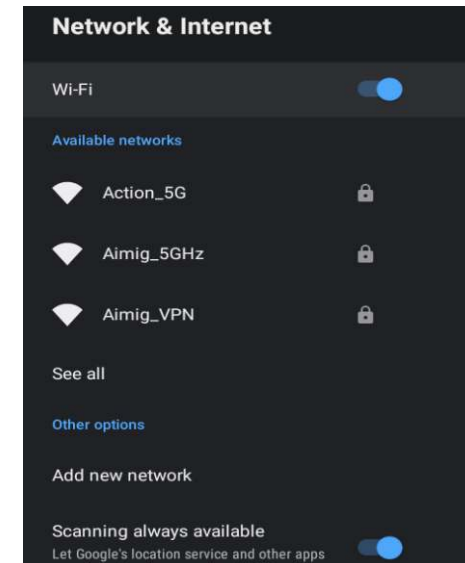 Network & Internet
Wi-Fi
Available networks
Action_5G
Aimig_5GHz
Aimig_VPN
See all
Other options
Add new network
Scanning always available
Let Google's location service and other apps